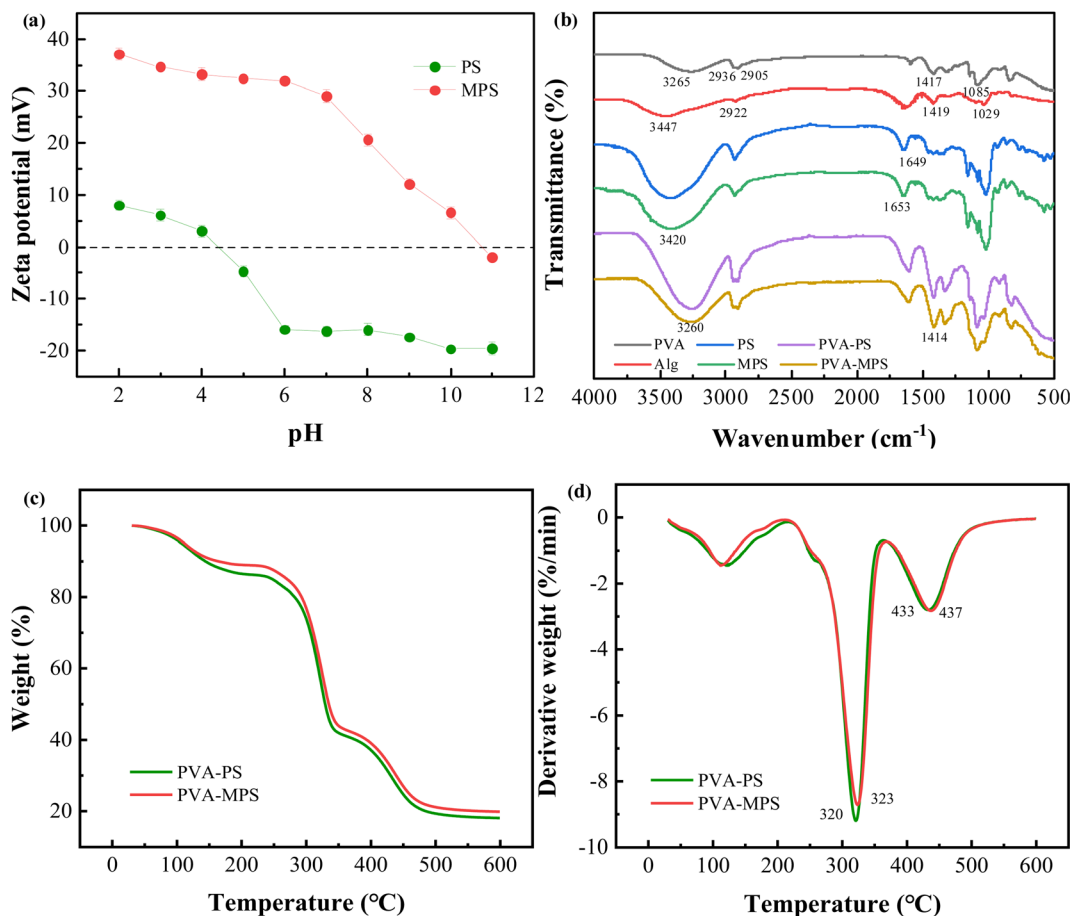 (a)
40
30
20
10
0
-10
-20
2
4
6
8
10
12
Zeta potential (mV)
pH
PS
MPS
(b)
Transmittance (%)
3265
2936
2905
1417
1085
3447
2922
1419
1029
1649
1653
3420
3260
1414
PVA
PS
PVA-PS
Alg
MPS
PVA-MPS
4000
3500
3000
2500
2000
1500
1000
500
Wavenumber (cm⁻¹)
(c)
100
80
60
40
20
0
100
200
300
400
500
600
Weight (%)
Temperature (℃)
PVA-PS
PVA-MPS
(d)
0
-2
-4
-6
-8
-10
0
100
200
300
400
500
600
Derivative weight (%/min)
Temperature (℃)
433
437
320
323
PVA-PS
PVA-MPS